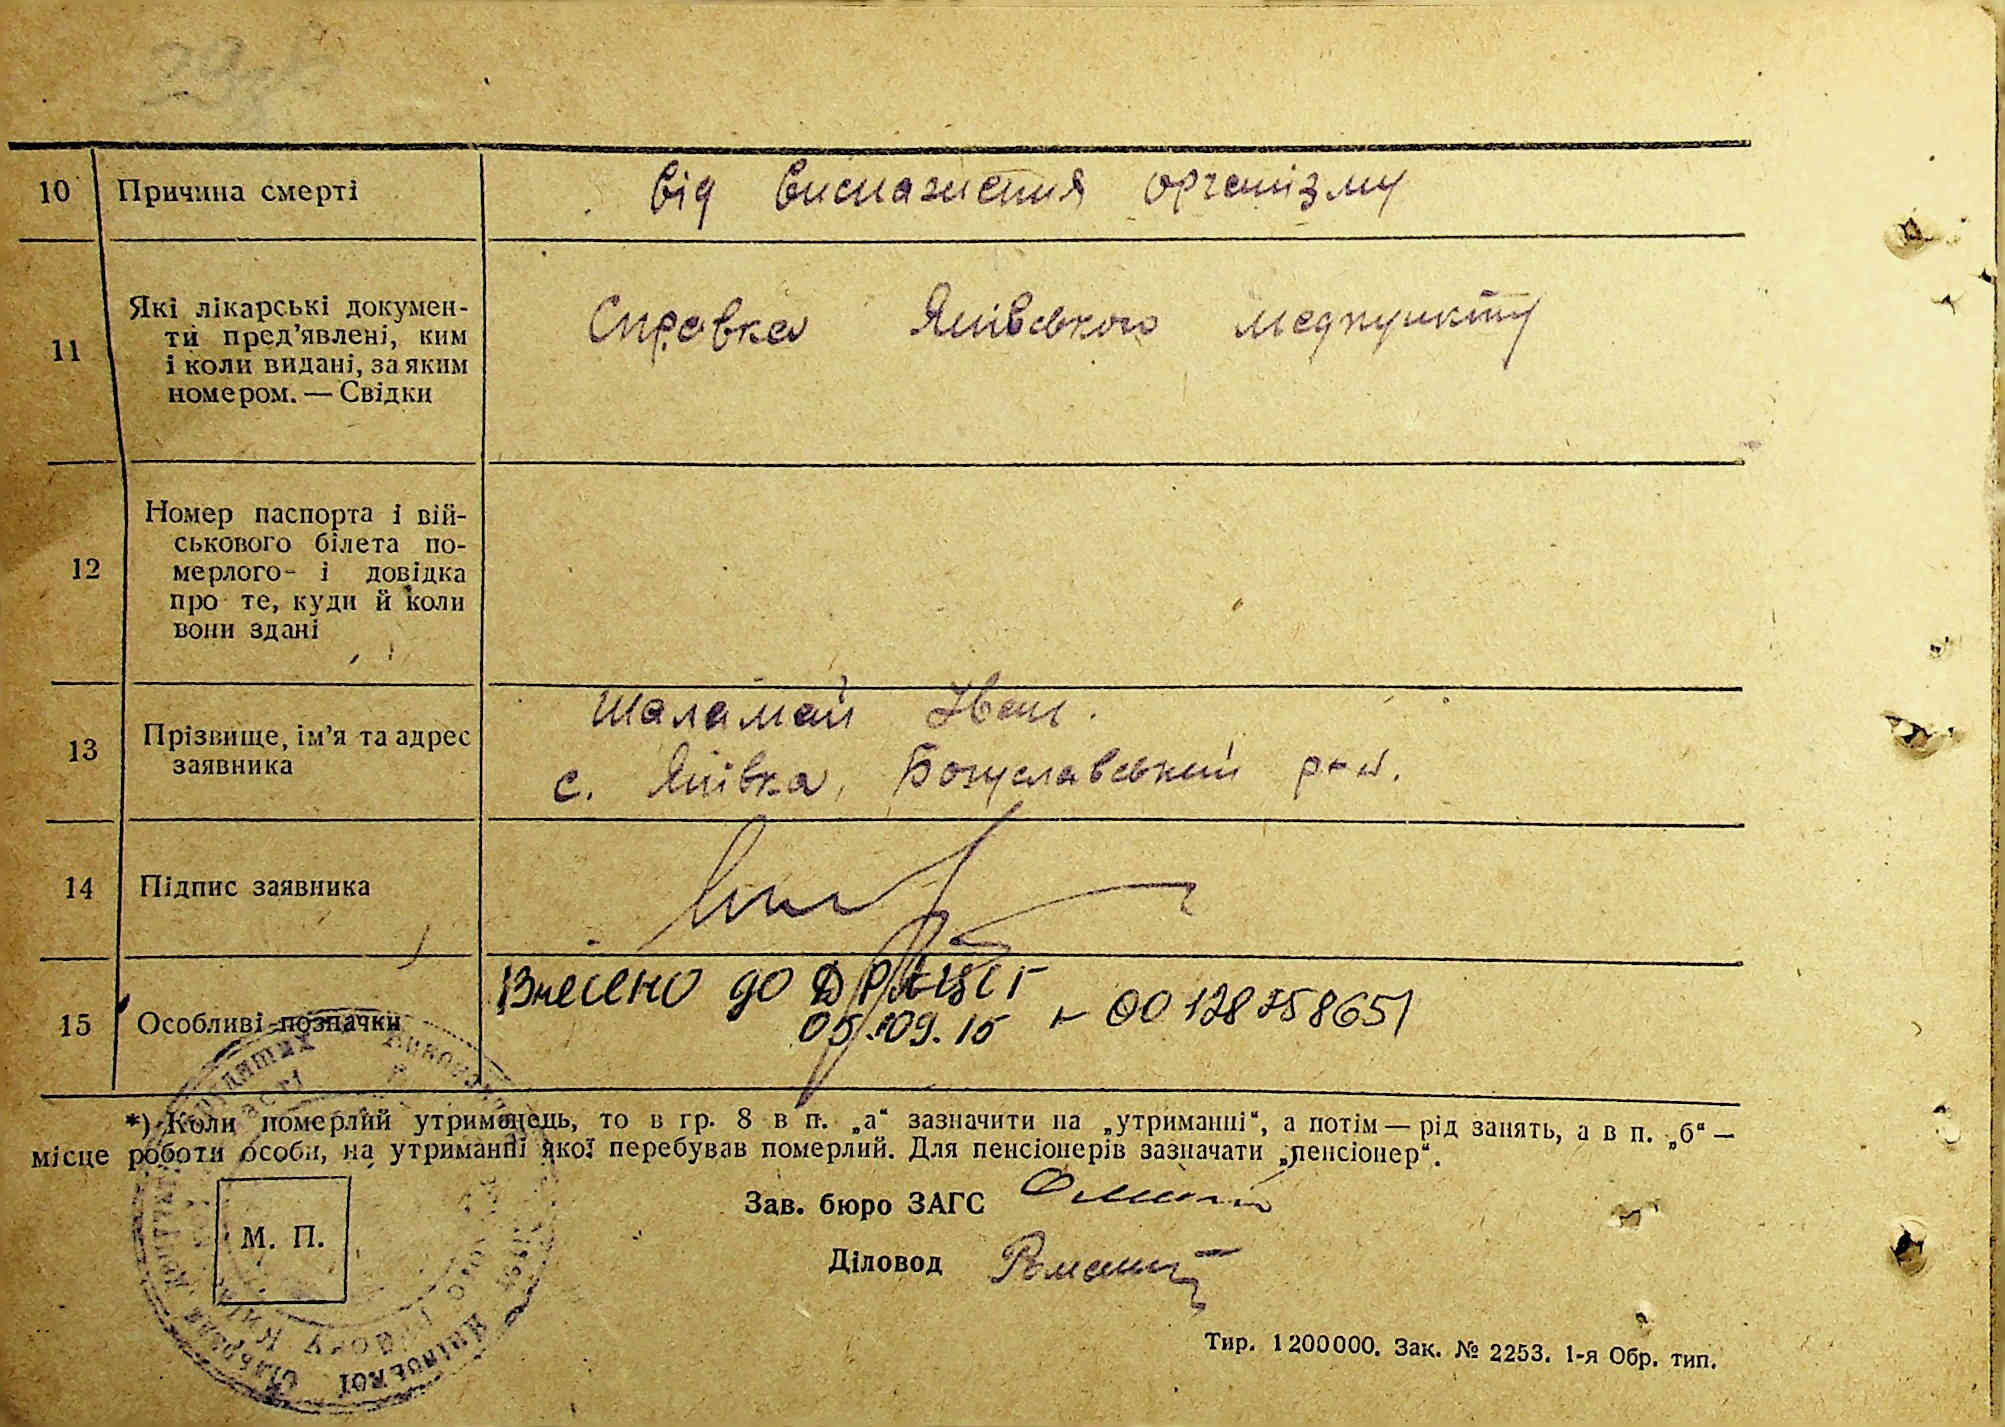 10 Причина смерті від виснаження організму
11 Які лікарські докумен-
ти пред’явлені, ким
і коли видані, за яким
номером. — Свідки
Справка Янівського медпункту
12 Номер паспорта і вій-
ськового білета по-
мерлого- і довідка
про те, куди й коли
вони здані
13 Прізвище, ім’я та адрес
заявника
Шаламай Іван.
с. Янівка, Богуславський р-н.
14 Підпис заявника
15 Особливі позначки
Внесено до ДРАЦСГ
05.09.15 № 00128758651
*) Коли померлий утриманець, то в гр. 8 в п. „а“ зазначити на „утриманні“, а потім — рід занять, а в п. „б“ —
місце роботи особи, на утриманні якої перебував померлий. Для пенсіонерів зазначати „пенсіонер“.
Зав. бюро ЗАГС
М. П.
Діловод
Тир. 1200000. Зак. № 2253. 1-я Обр. тип.